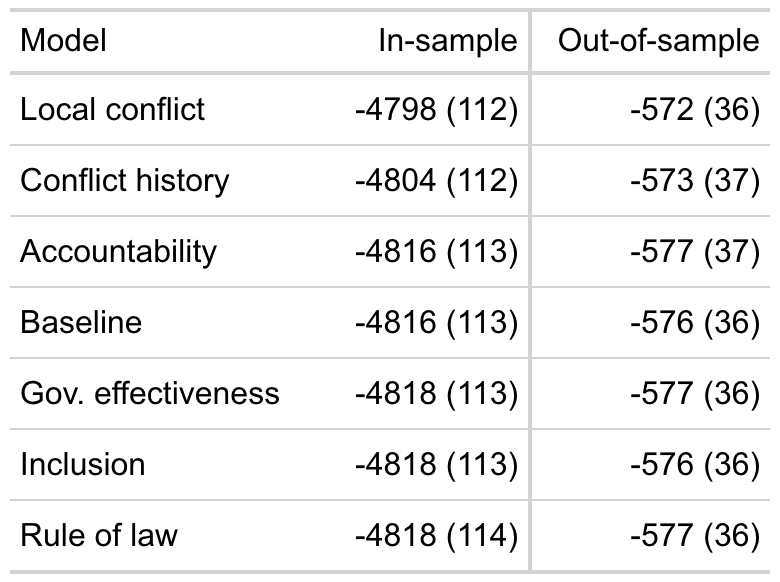 Model In-sample Out-of-sample
Local conflict -4798 (112) -572 (36)
Conflict history -4804 (112) -573 (37)
Accountability -4816 (113) -577 (37)
Baseline -4816 (113) -576 (36)
Gov. effectiveness -4818 (113) -577 (36)
Inclusion -4818 (113) -576 (36)
Rule of law -4818 (114) -577 (36)